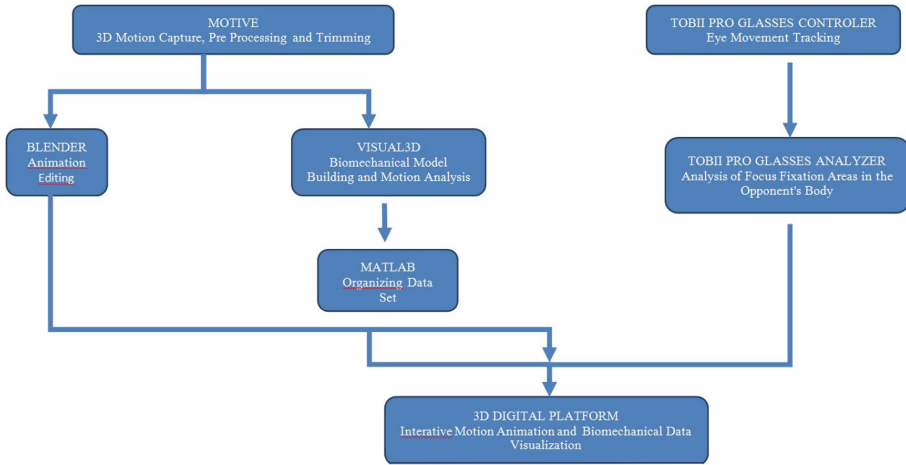 MOTIVE
3D Motion Capture, Pre Processing and Trimming
TOBII PRO GLASSES CONTROLER
Eye Movement Tracking
BLENDER
Animation
Editing
VISUAL3D
Biomechanical Model
Building and Motion Analysis
TOBII PRO GLASSES ANALYZER
Analysis of Focus Fixation Areas in the
Opponent's Body
MATLAB
Organizing Data
Set
3D DIGITAL PLATFORM
Interative Motion Animation and Biomechanical Data
Visualization